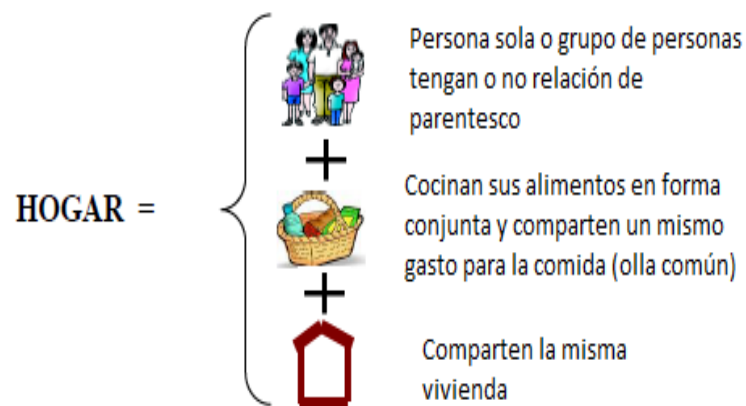 HOGAR =
Persona sola o grupo de personas
tengan o no relación de
parentesco
+
Cocinan sus alimentos en forma
conjunta y comparten un mismo
gasto para la comida (olla común)
+
Comparten la misma
vivienda